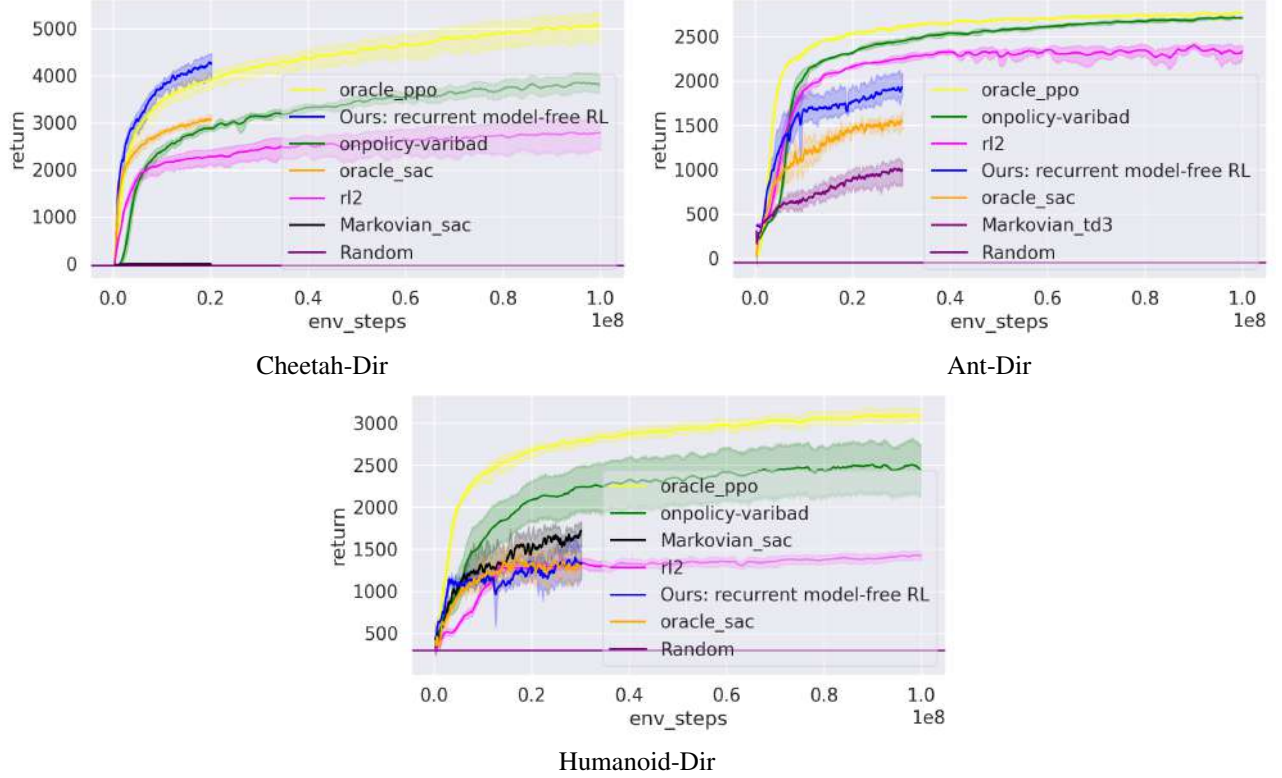 5000
4000
3000
2000
1000
0
return
oracle_ppo
Ours: recurrent model-free RL
onpolicy-varibad
oracle_sac
rl2
Markovian_sac
Random
0.0 0.2 0.4 0.6 0.8 1.0
env_steps 1e8
Cheetah-Dir
2500
2000
1500
1000
500
0
return
oracle_ppo
onpolicy-varibad
rl2
Ours: recurrent model-free RL
oracle_sac
Markovian_td3
Random
0.0 0.2 0.4 0.6 0.8 1.0
env_steps 1e8
Ant-Dir
3000
2500
2000
1500
1000
500
return
oracle_ppo
onpolicy-varibad
Markovian_sac
rl2
Ours: recurrent model-free RL
oracle_sac
Random
0.0 0.2 0.4 0.6 0.8 1.0
env_steps 1e8
Humanoid-Dir